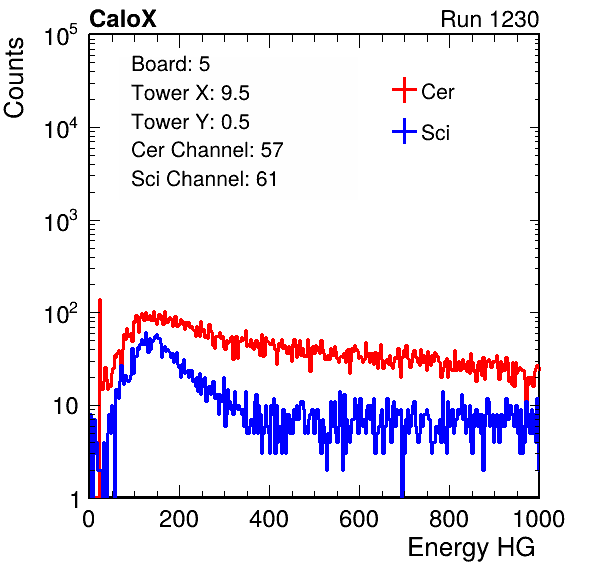 CaloX Run 1230
Counts
Board: 5
Tower X: 9.5
Tower Y: 0.5
Cer Channel: 57
Sci Channel: 61
Cer
Sci
10^5
10^4
10^3
10^2
10
1
0 200 400 600 800 1000
Energy HG